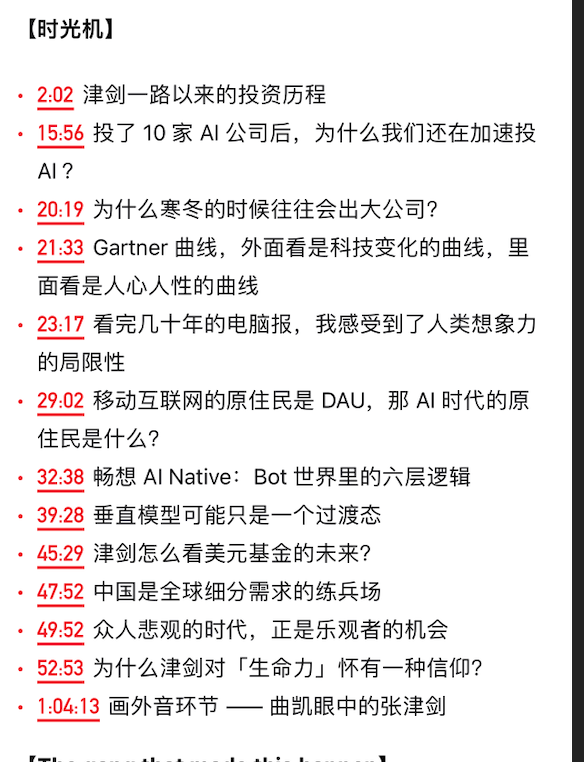 【时光机】
2:02 津剑一路以来的投资历程
15:56 投了 10 家 AI 公司后，为什么我们还在加速投
AI？
20:19 为什么寒冬的时候往往会出大公司？
21:33 Gartner 曲线，外面看是科技变化的曲线，里
面看是人心人性的曲线
23:17 看完几十年的电脑报，我感受到了人类想象力
的局限性
29:02 移动互联网的原住民是 DAU，那 AI 时代的原
住民是什么？
32:38 畅想 AI Native：Bot 世界里的六层逻辑
39:28 垂直模型可能只是一个过渡态
45:29 津剑怎么看美元基金的未来？
47:52 中国是全球细分需求的练兵场
49:52 众人悲观的时代，正是乐观者的机会
52:53 为什么津剑对「生命力」怀有一种信仰？
1:04:13 画外音环节 —— 曲凯眼中的张津剑
【The gang that made this happen】